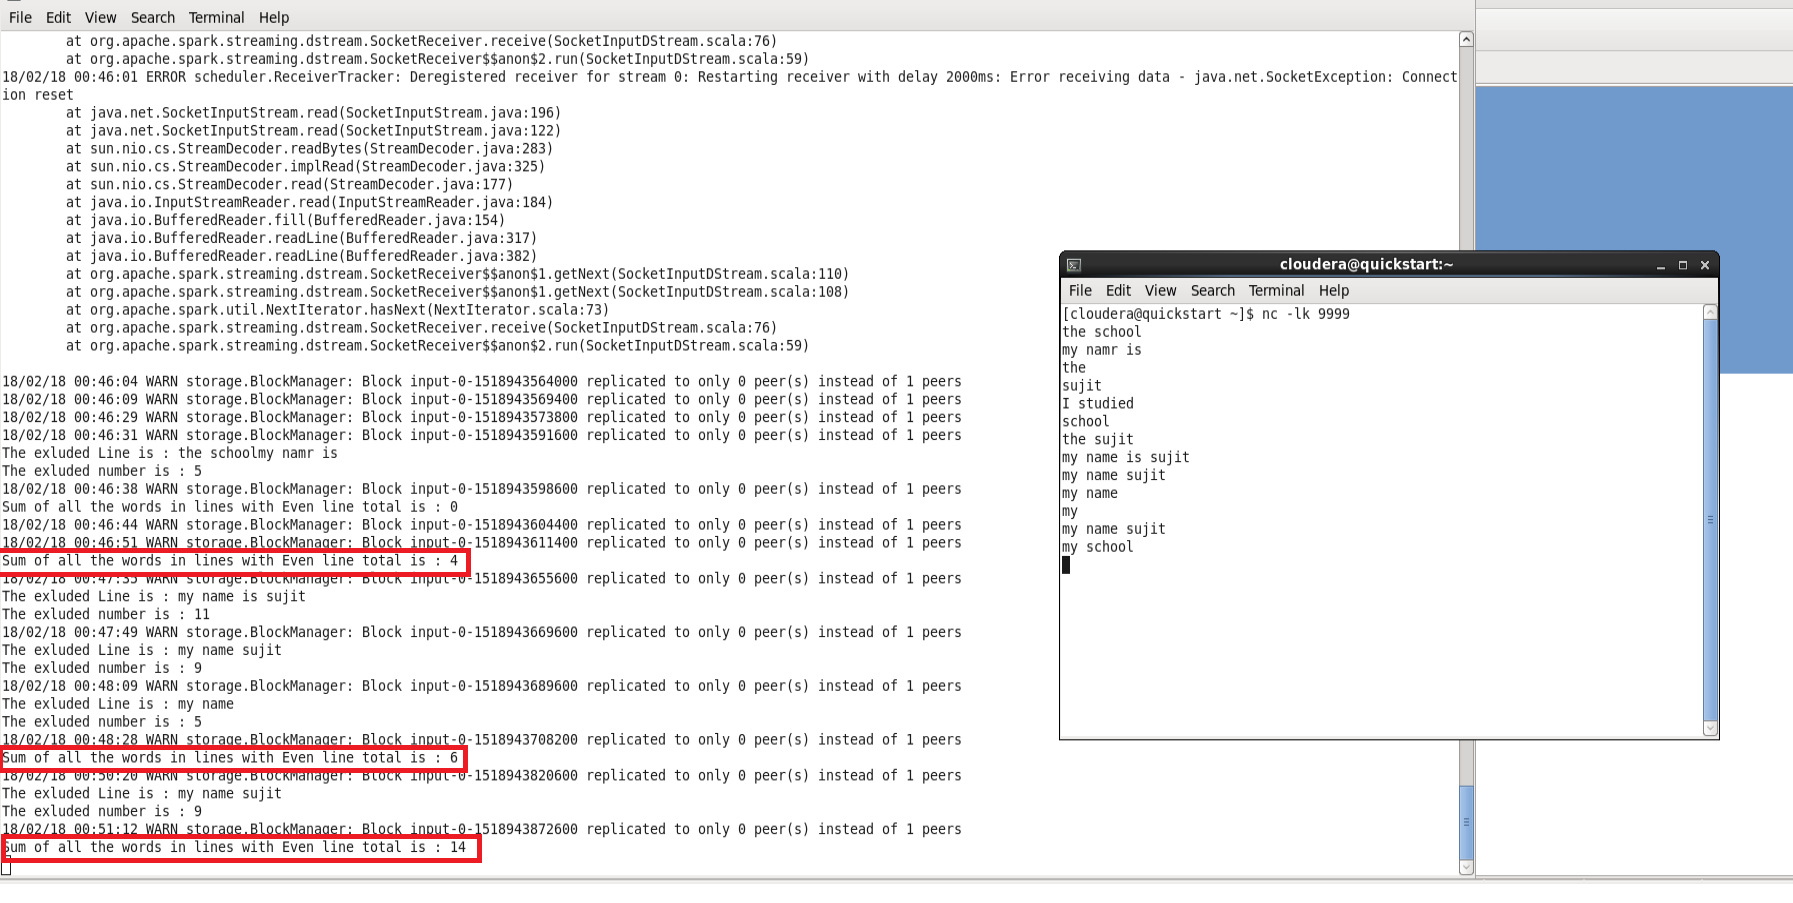 File Edit View Search Terminal Help
at org.apache.spark.streaming.dstream.SocketReceiver.receive(SocketInputDStream.scala:76)
at org.apache.spark.streaming.dstream.SocketReceiver$$anon$2.run(SocketInputDStream.scala:59)
18/02/18 00:46:01 ERROR scheduler.ReceiverTracker: Deregistered receiver for stream 0: Restarting receiver with delay 2000ms: Error receiving data - java.net.SocketException: Connect
ion reset
at java.net.SocketInputStream.read(SocketInputStream.java:196)
at java.net.SocketInputStream.read(SocketInputStream.java:122)
at sun.nio.cs.StreamDecoder.readBytes(StreamDecoder.java:283)
at sun.nio.cs.StreamDecoder.implRead(StreamDecoder.java:325)
at sun.nio.cs.StreamDecoder.read(StreamDecoder.java:177)
at java.io.InputStreamReader.read(InputStreamReader.java:184)
at java.io.BufferedReader.fill(BufferedReader.java:154)
at java.io.BufferedReader.readLine(BufferedReader.java:317)
at java.io.BufferedReader.readLine(BufferedReader.java:382)
at org.apache.spark.streaming.dstream.SocketReceiver$$anon$1.getNext(SocketInputDStream.scala:110)
at org.apache.spark.streaming.dstream.SocketReceiver$$anon$1.getNext(SocketInputDStream.scala:108)
at org.apache.spark.util.NextIterator.hasNext(NextIterator.scala:73)
at org.apache.spark.streaming.dstream.SocketReceiver.receive(SocketInputDStream.scala:76)
at org.apache.spark.streaming.dstream.SocketReceiver$$anon$2.run(SocketInputDStream.scala:59)
18/02/18 00:46:04 WARN storage.BlockManager: Block input-0-1518943564000 replicated to only 0 peer(s) instead of 1 peers
18/02/18 00:46:09 WARN storage.BlockManager: Block input-0-1518943569400 replicated to only 0 peer(s) instead of 1 peers
18/02/18 00:46:29 WARN storage.BlockManager: Block input-0-1518943573800 replicated to only 0 peer(s) instead of 1 peers
18/02/18 00:46:31 WARN storage.BlockManager: Block input-0-1518943591600 replicated to only 0 peer(s) instead of 1 peers
The exluded Line is : the schoolmy namr is
The exluded number is : 5
18/02/18 00:46:38 WARN storage.BlockManager: Block input-0-1518943598600 replicated to only 0 peer(s) instead of 1 peers
Sum of all the words in lines with Even line total is : 0
18/02/18 00:46:44 WARN storage.BlockManager: Block input-0-1518943604400 replicated to only 0 peer(s) instead of 1 peers
18/02/18 00:46:51 WARN storage.BlockManager: Block input-0-1518943611400 replicated to only 0 peer(s) instead of 1 peers
Sum of all the words in lines with Even line total is : 4
18/02/18 00:47:35 WARN storage.BlockManager: Block input-0-1518943655600 replicated to only 0 peer(s) instead of 1 peers
The exluded Line is : my name is sujit
The exluded number is : 11
18/02/18 00:47:49 WARN storage.BlockManager: Block input-0-1518943669600 replicated to only 0 peer(s) instead of 1 peers
The exluded Line is : my name sujit
The exluded number is : 9
18/02/18 00:48:09 WARN storage.BlockManager: Block input-0-1518943689600 replicated to only 0 peer(s) instead of 1 peers
The exluded Line is : my name
The exluded number is : 5
18/02/18 00:48:28 WARN storage.BlockManager: Block input-0-1518943708200 replicated to only 0 peer(s) instead of 1 peers
Sum of all the words in lines with Even line total is : 6
18/02/18 00:50:20 WARN storage.BlockManager: Block input-0-1518943820600 replicated to only 0 peer(s) instead of 1 peers
The exluded Line is : my name sujit
The exluded number is : 9
18/02/18 00:51:12 WARN storage.BlockManager: Block input-0-1518943872600 replicated to only 0 peer(s) instead of 1 peers
Sum of all the words in lines with Even line total is : 14
cloudera@quickstart:~
File Edit View Search Terminal Help
[cloudera@quickstart ~]$ nc -lk 9999
the school
my namr is
the
sujit
I studied
school
the sujit
my name is sujit
my name sujit
my name
my
my name sujit
my school